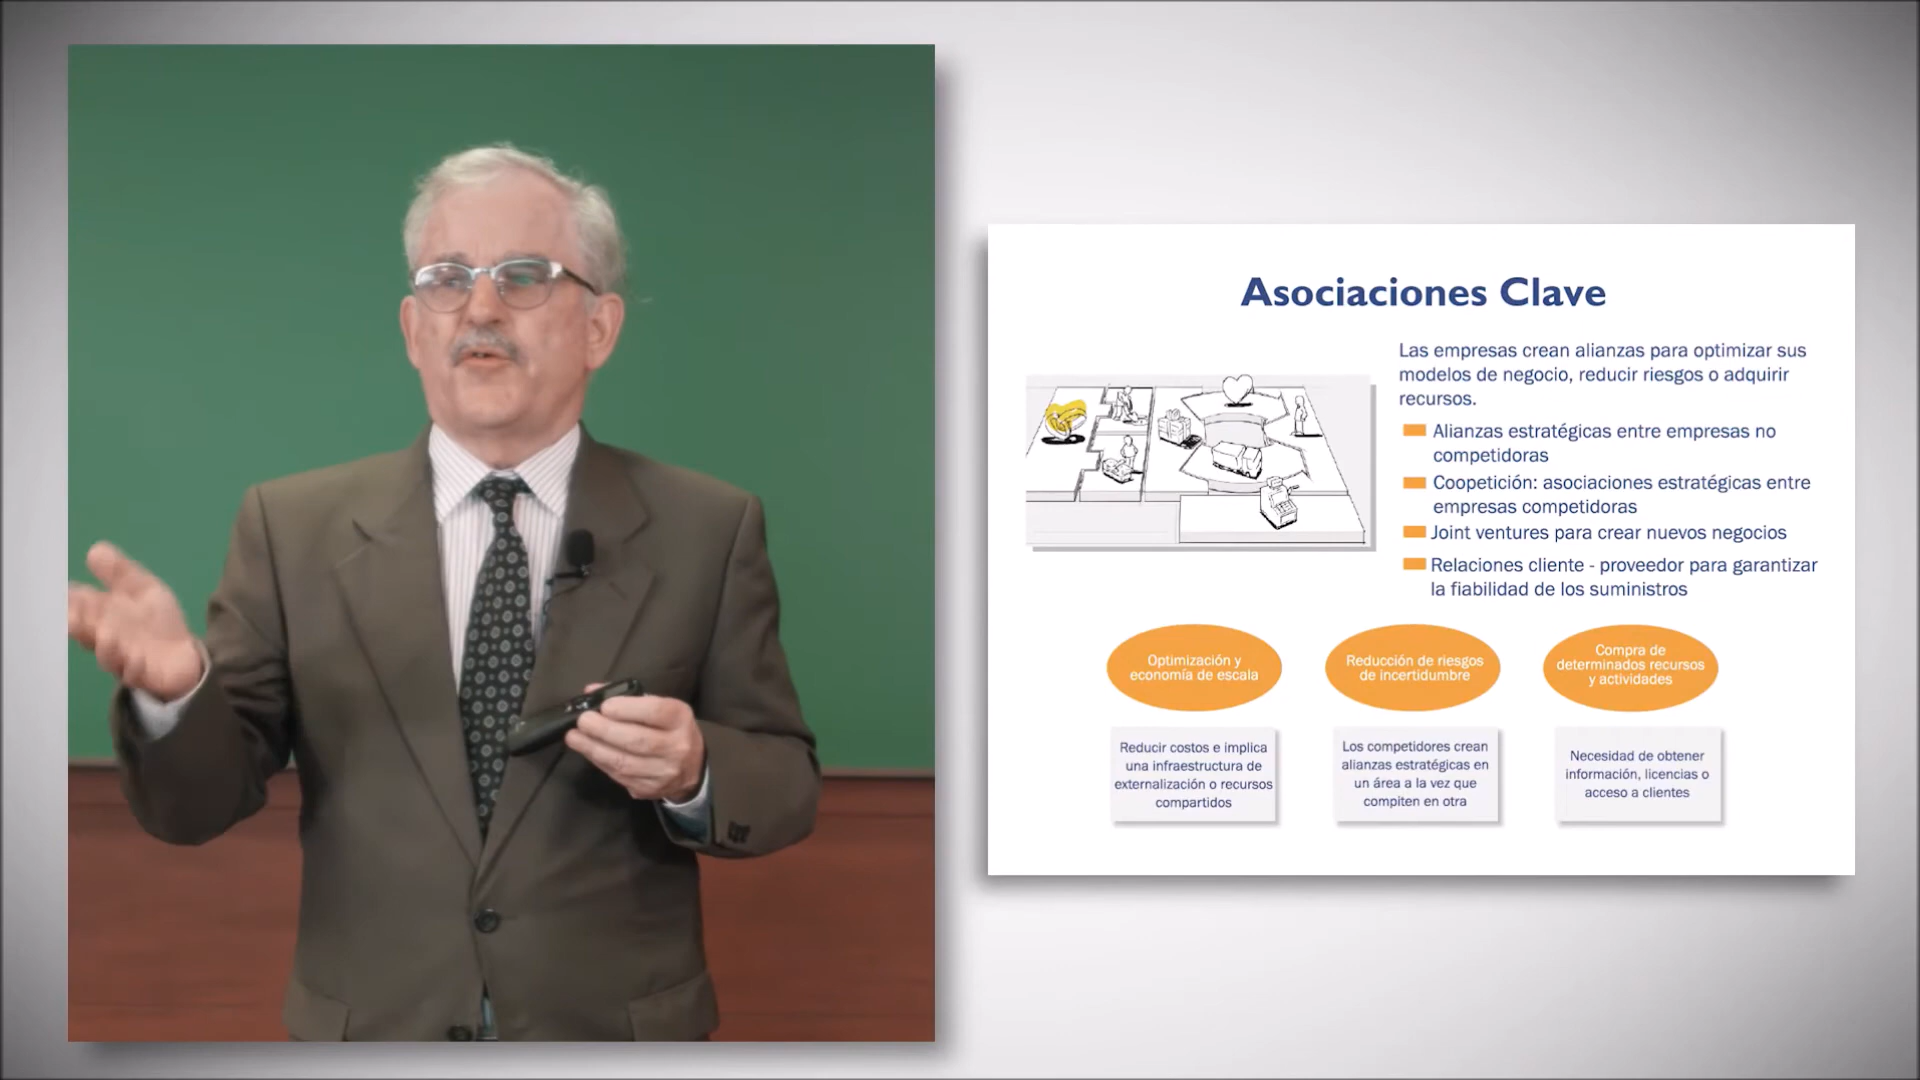 Asociaciones Clave
Las empresas crean alianzas para optimizar sus
modelos de negocio, reducir riesgos o adquirir
recursos.
Alianzas estratégicas entre empresas no
competidoras
Coopetición: asociaciones estratégicas entre
empresas competidoras
Joint ventures para crear nuevos negocios
Relaciones cliente - proveedor para garantizar
la fiabilidad de los suministros
Optimización y
economía de escala
Reducción de riesgos
de incertidumbre
Compra de
determinados recursos
y actividades
Reducir costos e implica
una infraestructura de
externalización o recursos
compartidos
Los competidores crean
alianzas estratégicas en
un área a la vez que
compiten en otra
Necesidad de obtener
información, licencias o
acceso a clientes